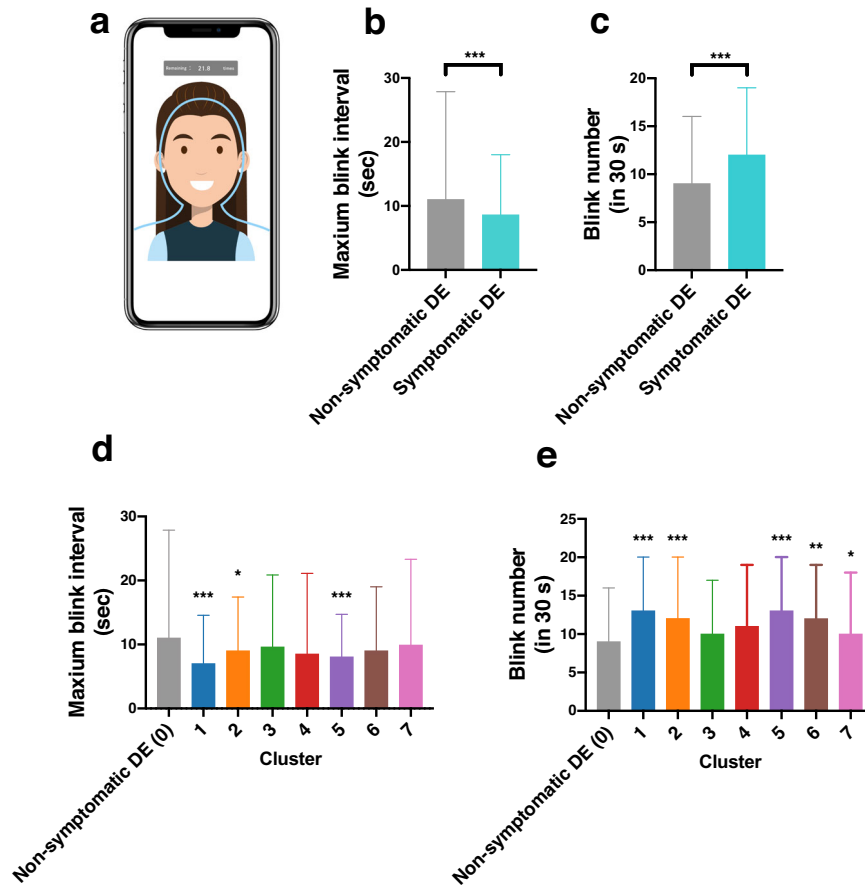 a
Remaining : 21.8
b
Maxium blink interval
(sec)
30
20
10
0
***
Non-symptomatic DE
Symptomatic DE
c
Blink number
(in 30 s)
20
15
10
5
0
***
Non-symptomatic DE
Symptomatic DE
d
Maxium blink interval
(sec)
30
20
10
0
***
*
***
Non-symptomatic DE (0)
1
2
3
4
5
6
7
Cluster
e
Blink number
(in 30 s)
25
20
15
10
5
0
***
***
***
**
*
Non-symptomatic DE (0)
1
2
3
4
5
6
7
Cluster